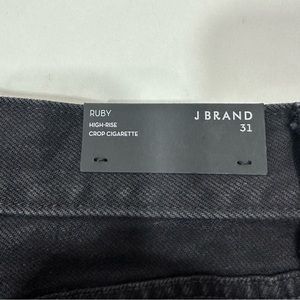 RUBY
HIGH-RISE
CROP CIGARETTE
J BRAND
31